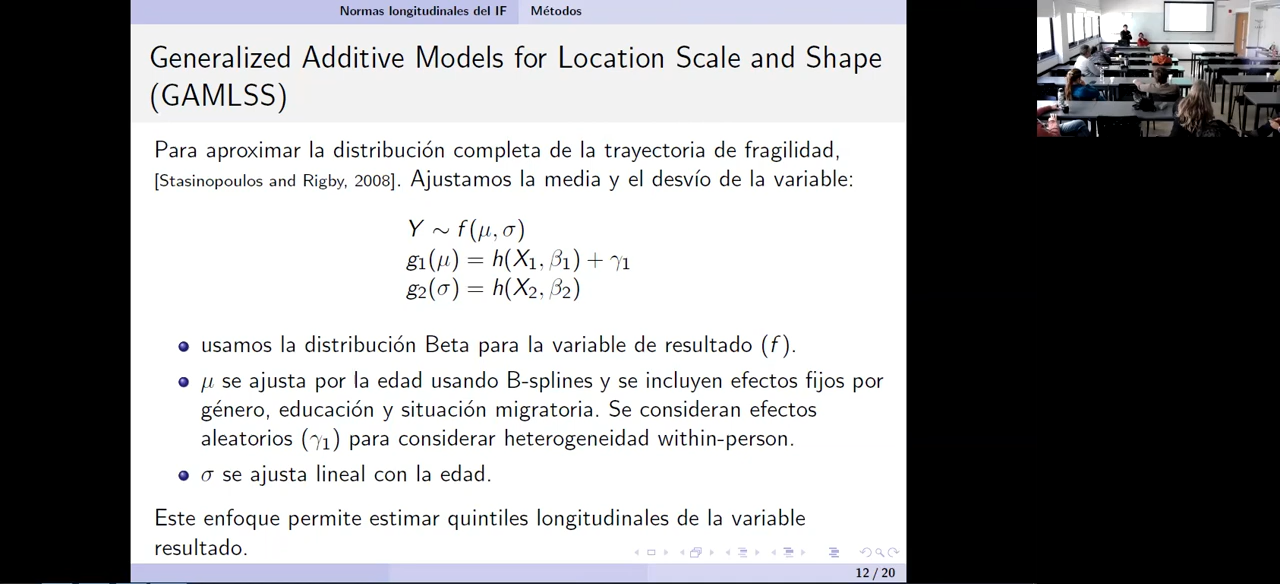 Normas longitudinales del IF Métodos
Generalized Additive Models for Location Scale and Shape
(GAMLSS)
Para aproximar la distribución completa de la trayectoria de fragilidad,
[Stasinopoulos and Rigby, 2008]. Ajustamos la media y el desvío de la variable:
Y ∼ f(μ, σ)
g₁(μ) = h(X₁, β₁) + γ₁
g₂(σ) = h(X₂, β₂)
usamos la distribución Beta para la variable de resultado (f).
μ se ajusta por la edad usando B-splines y se incluyen efectos fijos por
género, educación y situación migratoria. Se consideran efectos
aleatorios (γ₁) para considerar heterogeneidad within-person.
σ se ajusta lineal con la edad.
Este enfoque permite estimar quintiles longitudinales de la variable
resultado.
12 / 20